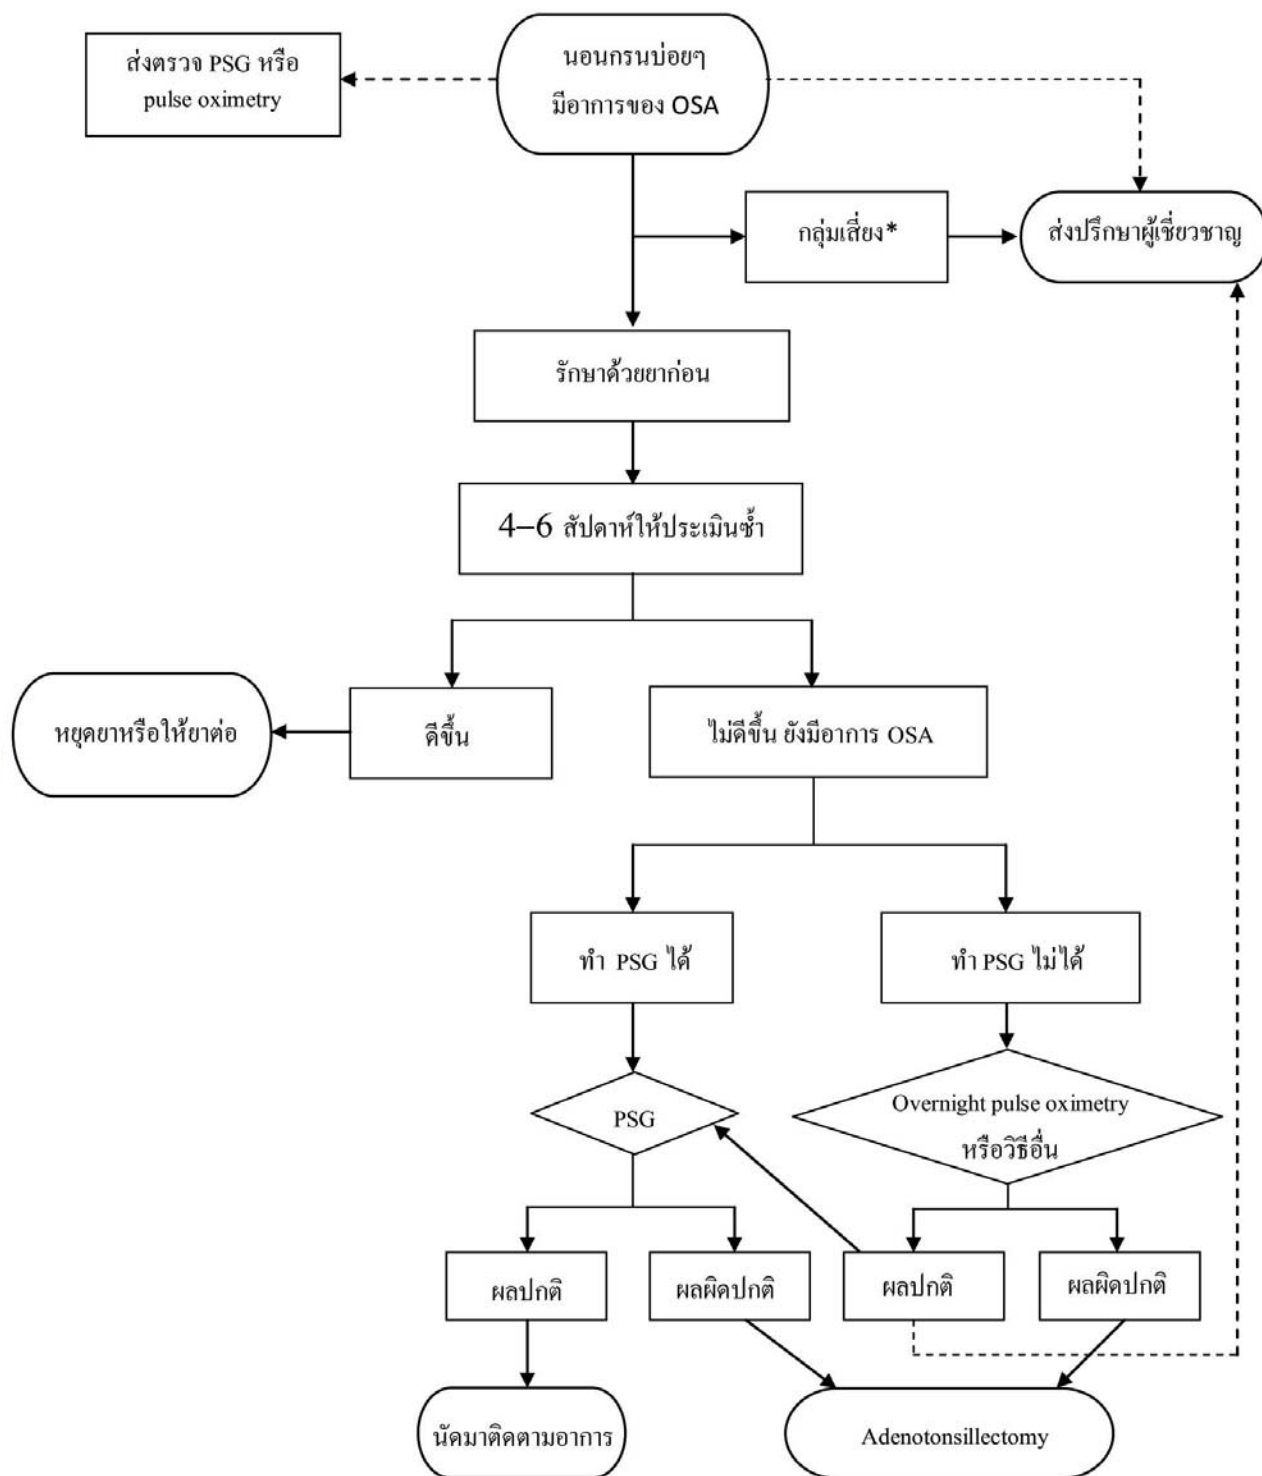 ส่งตรวจ PSG หรือ
pulse oximetry
นอนกรนบ่อยๆ
มีอาการของ OSA
กลุ่มเสี่ยง*
ส่งปรึกษาผู้เชี่ยวชาญ
รักษาด้วยยาก่อน
4–6 สัปดาห์ให้ประเมินซ้ำ
หยุดยาหรือให้ยาต่อ
ดีขึ้น
ไม่ดีขึ้น ยังมีอาการ OSA
ทำ PSG ได้
ทำ PSG ไม่ได้
PSG
Overnight pulse oximetry
หรือวิธีอื่น
ผลปกติ
ผลผิดปกติ
ผลปกติ
ผลผิดปกติ
นัดมาติดตามอาการ
Adenotonsillectomy